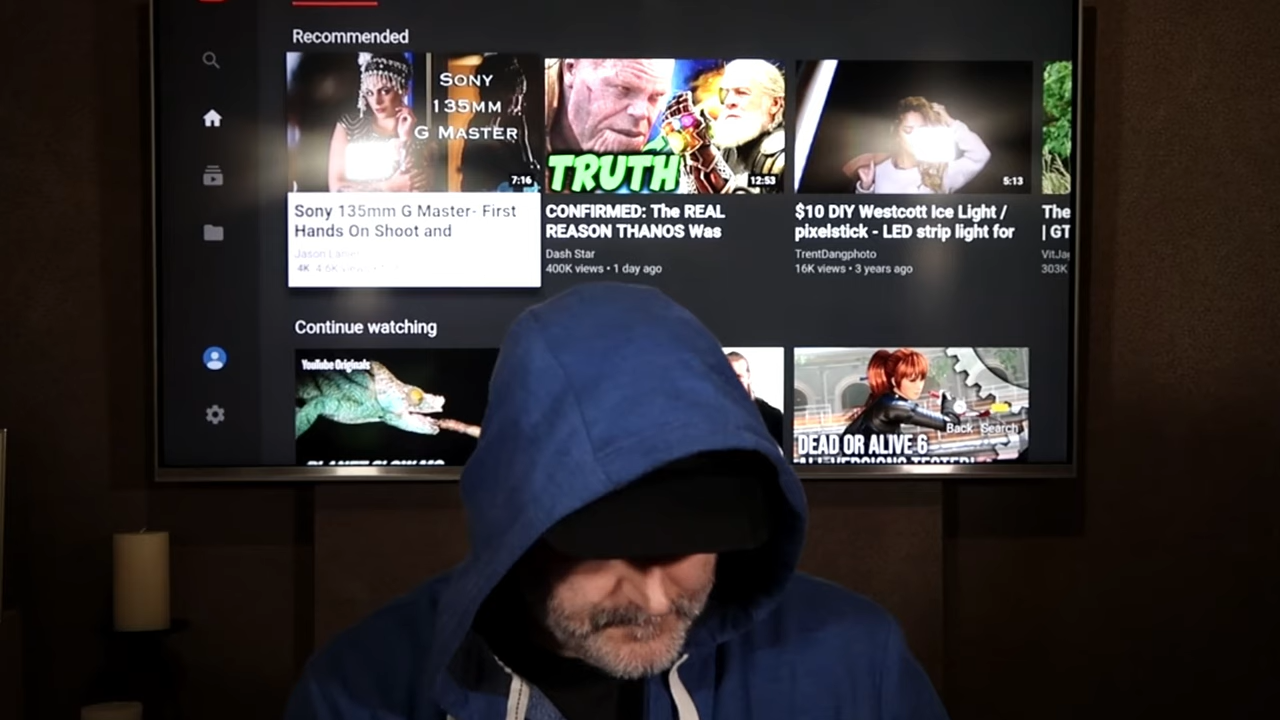 Recommended
SONY
135MM
G MASTER
7:16
TRUTH
12:53
5:13
Sony 135mm G Master- First
Hands On Shoot and
CONFIRMED: The REAL
REASON THANOS Was
Dash Star
400K views • 1 day ago
$10 DIY Westcott Ice Light /
pixelstick - LED strip light for
TrentDangphoto
16K views • 3 years ago
The
| GT
303K
Continue watching
YouTube Originals
DEAD OR ALIVE 6
Back Search